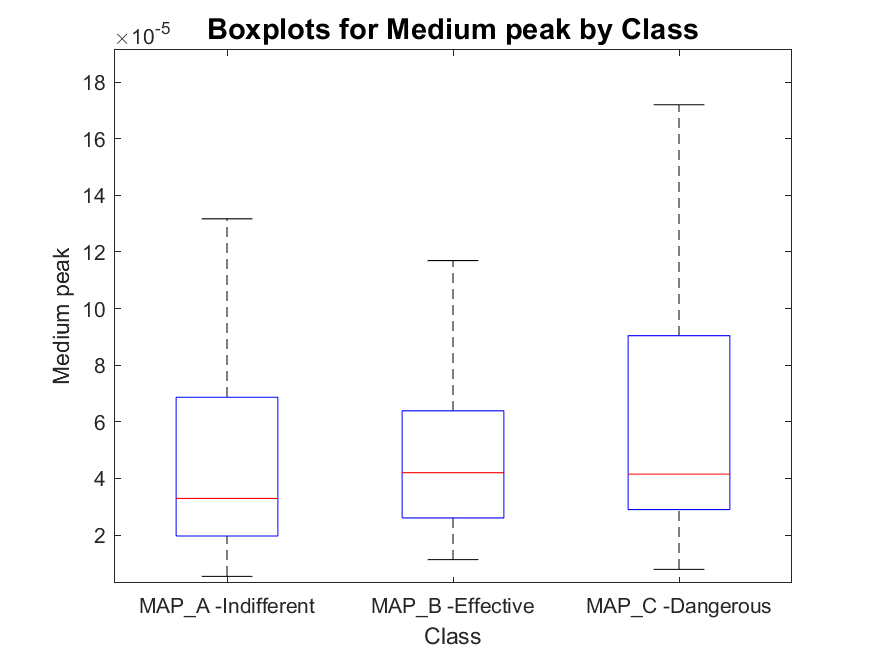 Boxplots for Medium peak by Class
×10-5
18
16
14
12
10
8
6
4
2
Medium peak
MAP_A -Indifferent
MAP_B -Effective
MAP_C -Dangerous
Class